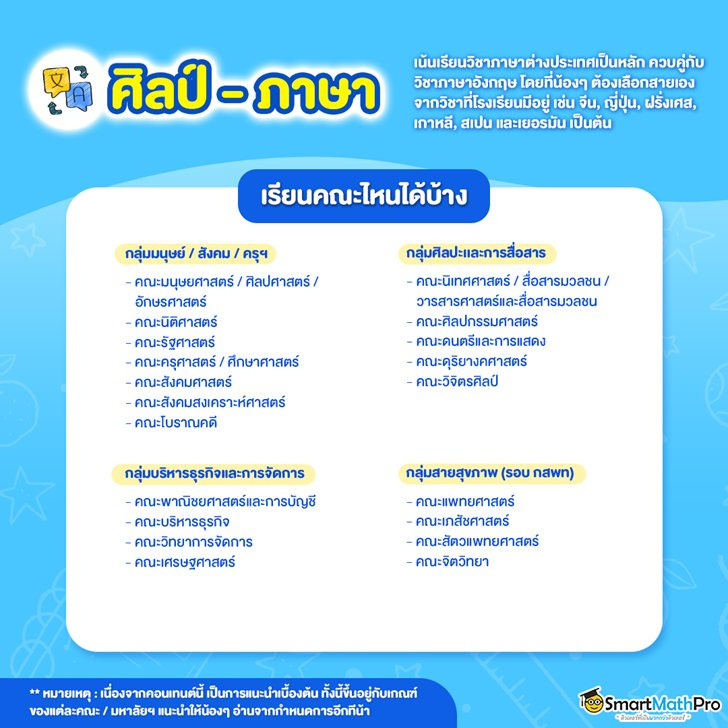 ศิลป์ - ภาษา
เน้นเรียนวิชาภาษาต่างประเทศเป็นหลัก ควบคู่กับ
วิชาภาษาอังกฤษ โดยที่น้องๆ ต้องเลือกสายเอง
จากวิชาที่โรงเรียนมีอยู่ เช่น จีน, ญี่ปุ่น, ฝรั่งเศส,
เกาหลี, สเปน และเยอรมัน เป็นต้น
เรียนคณะไหนได้บ้าง
กลุ่มมนุษย์ / สังคม / ครุฯ
- คณะมนุษยศาสตร์ / ศิลปศาสตร์ /
อักษรศาสตร์
- คณะนิติศาสตร์
- คณะรัฐศาสตร์
- คณะครุศาสตร์ / ศึกษาศาสตร์
- คณะสังคมศาสตร์
- คณะสังคมสงเคราะห์ศาสตร์
- คณะโบราณคดี
กลุ่มศิลปะและการสื่อสาร
- คณะนิเทศศาสตร์ / สื่อสารมวลชน /
วารสารศาสตร์และสื่อสารมวลชน
- คณะศิลปกรรมศาสตร์
- คณะดนตรีและการแสดง
- คณะดุริยางคศาสตร์
- คณะวิจิตรศิลป์
กลุ่มบริหารธุรกิจและการจัดการ
- คณะพาณิชยศาสตร์และการบัญชี
- คณะบริหารธุรกิจ
- คณะวิทยาการจัดการ
- คณะเศรษฐศาสตร์
กลุ่มสายสุขภาพ (รอบ กสพท)
- คณะแพทยศาสตร์
- คณะเภสัชศาสตร์
- คณะสัตวแพทยศาสตร์
- คณะจิตวิทยา
** หมายเหตุ : เนื่องจากคอนเทนต์นี้ เป็นการแนะนำเบื้องต้น ทั้งนี้ขึ้นอยู่กับเกณฑ์
ของแต่ละคณะ / มหาลัยฯ แนะนำให้น้องๆ อ่านจากกำหนดการอีกทีน้า
SmartMathPro
ติวเตอร์ที่เป็นมากกว่าติวเตอร์